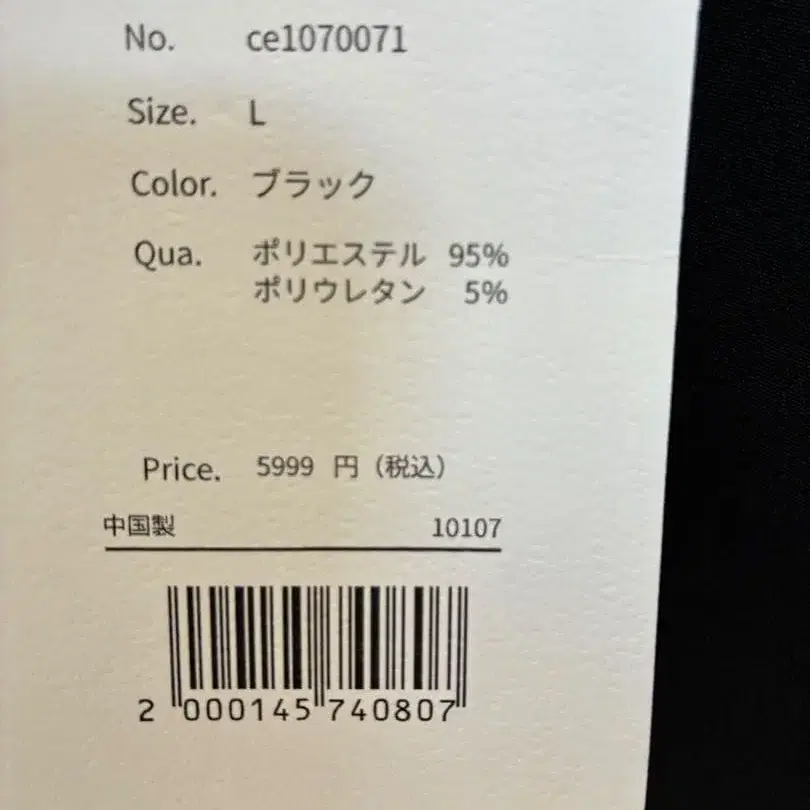 No. ce1070071
Size. L
Color. ブラック
Qua. ポリエステル 95%
ポリウレタン 5%
Price. 5999 円（税込）
中国製 10107
2 000145 740807